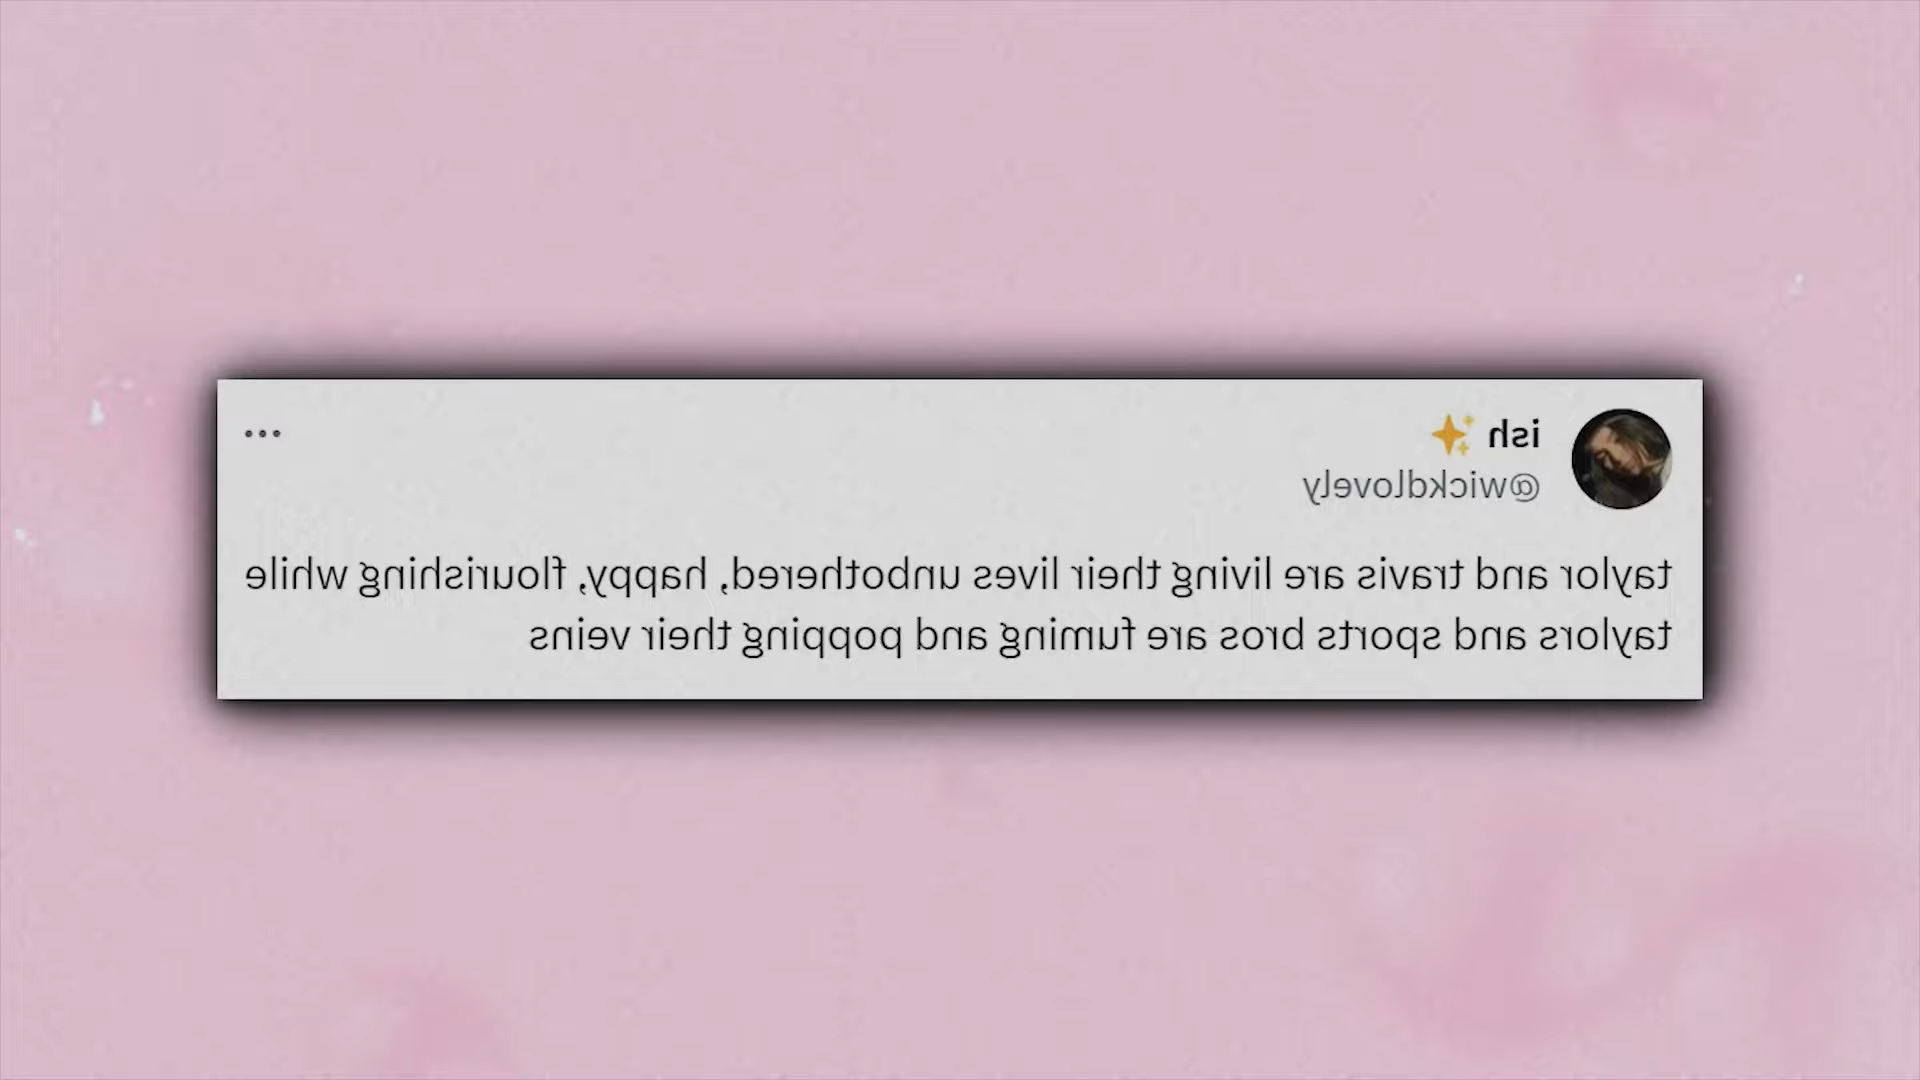 ish ✨
@wickdlovely
taylor and travis are living their lives unbothered, happy, flourishing while
taylors and sports bros are fuming and popping their veins